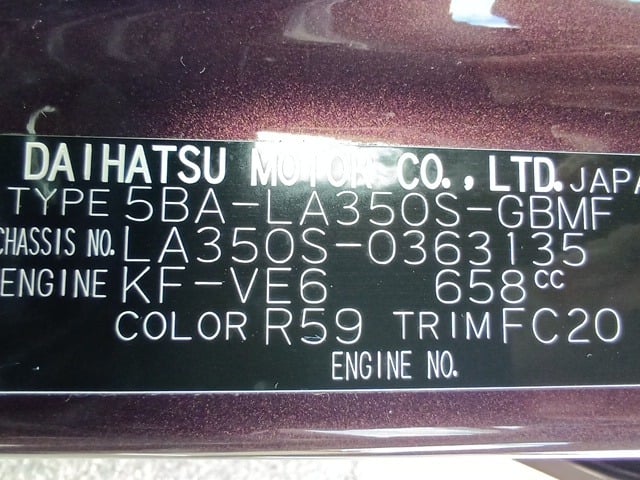 DAIHATSU MOTOR CO., LTD. JAPA
TYPE 5BA-LA350S-GBMF
CHASSIS NO. LA350S-0363135
ENGINE KF-VE6 658cc
COLOR R59 TRIM FC20
ENGINE NO.